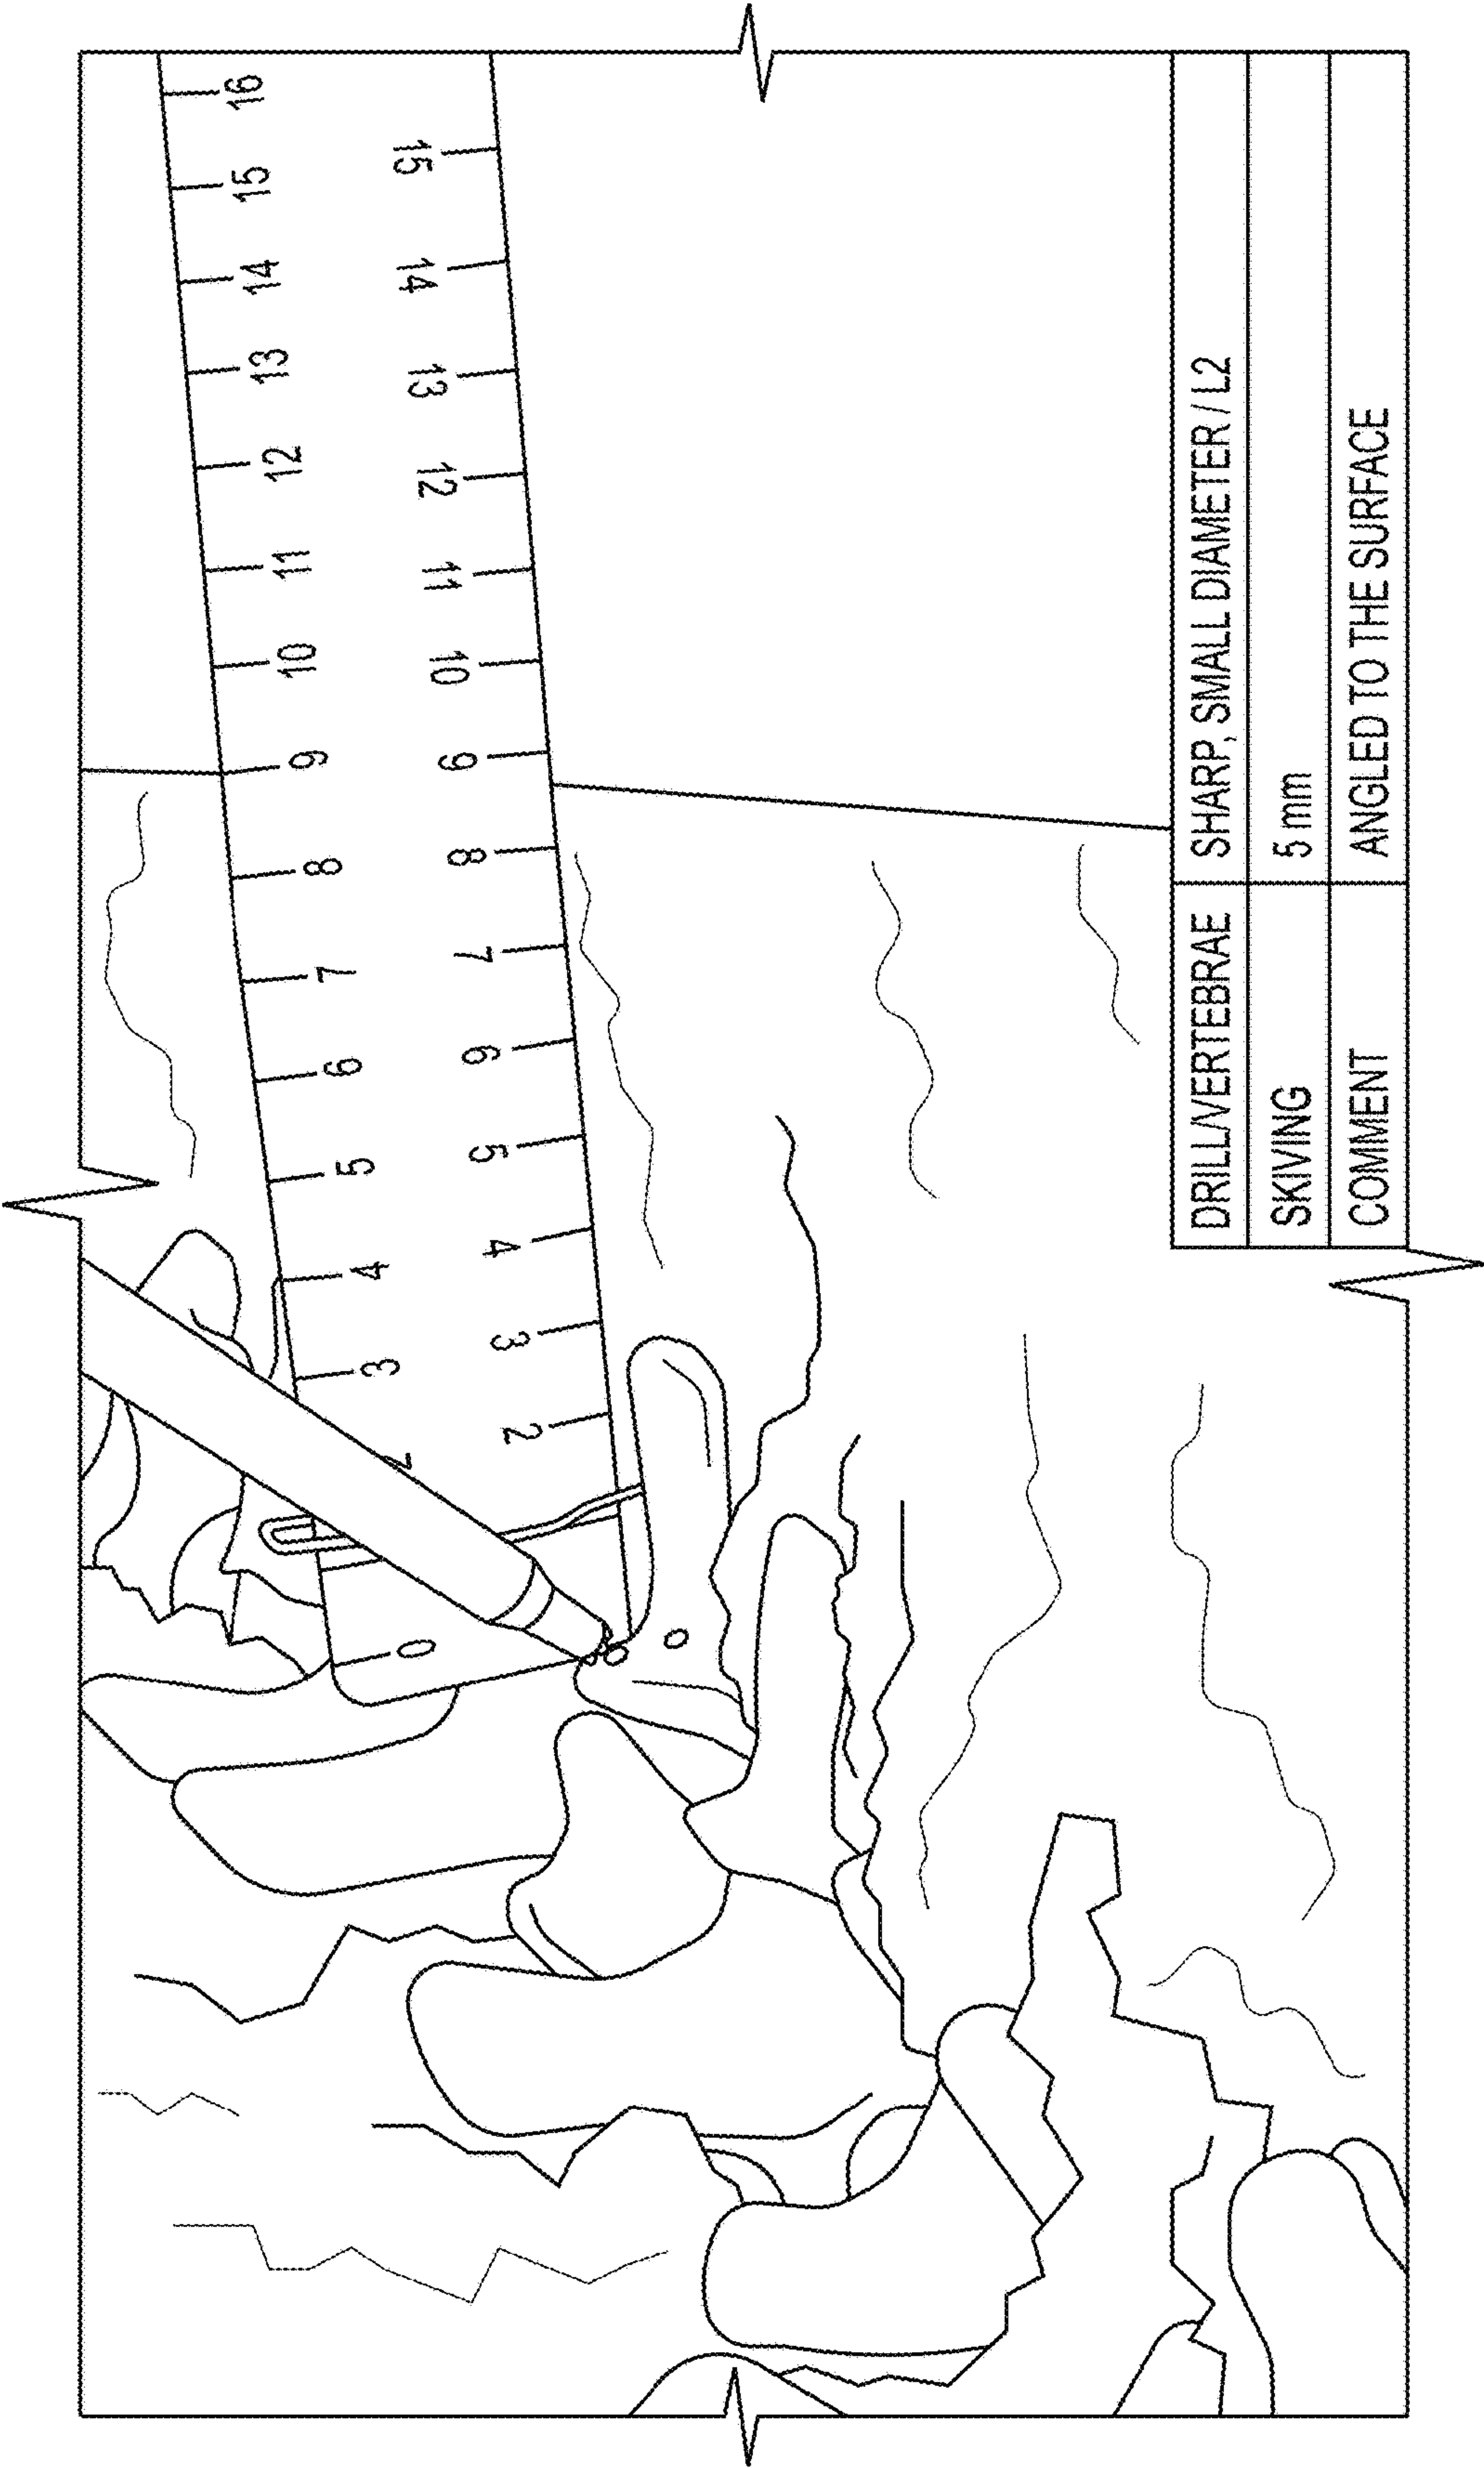 0 3 4 5 6 7 8 9 10 11 12 13 14 15 16
2 3 4 5 6 7 8 9 10 11 12 13 14 15
DRILL/VERTEBRAE SHARP, SMALL DIAMETER / L2
SKIVING 5 mm
COMMENT ANGLED TO THE SURFACE